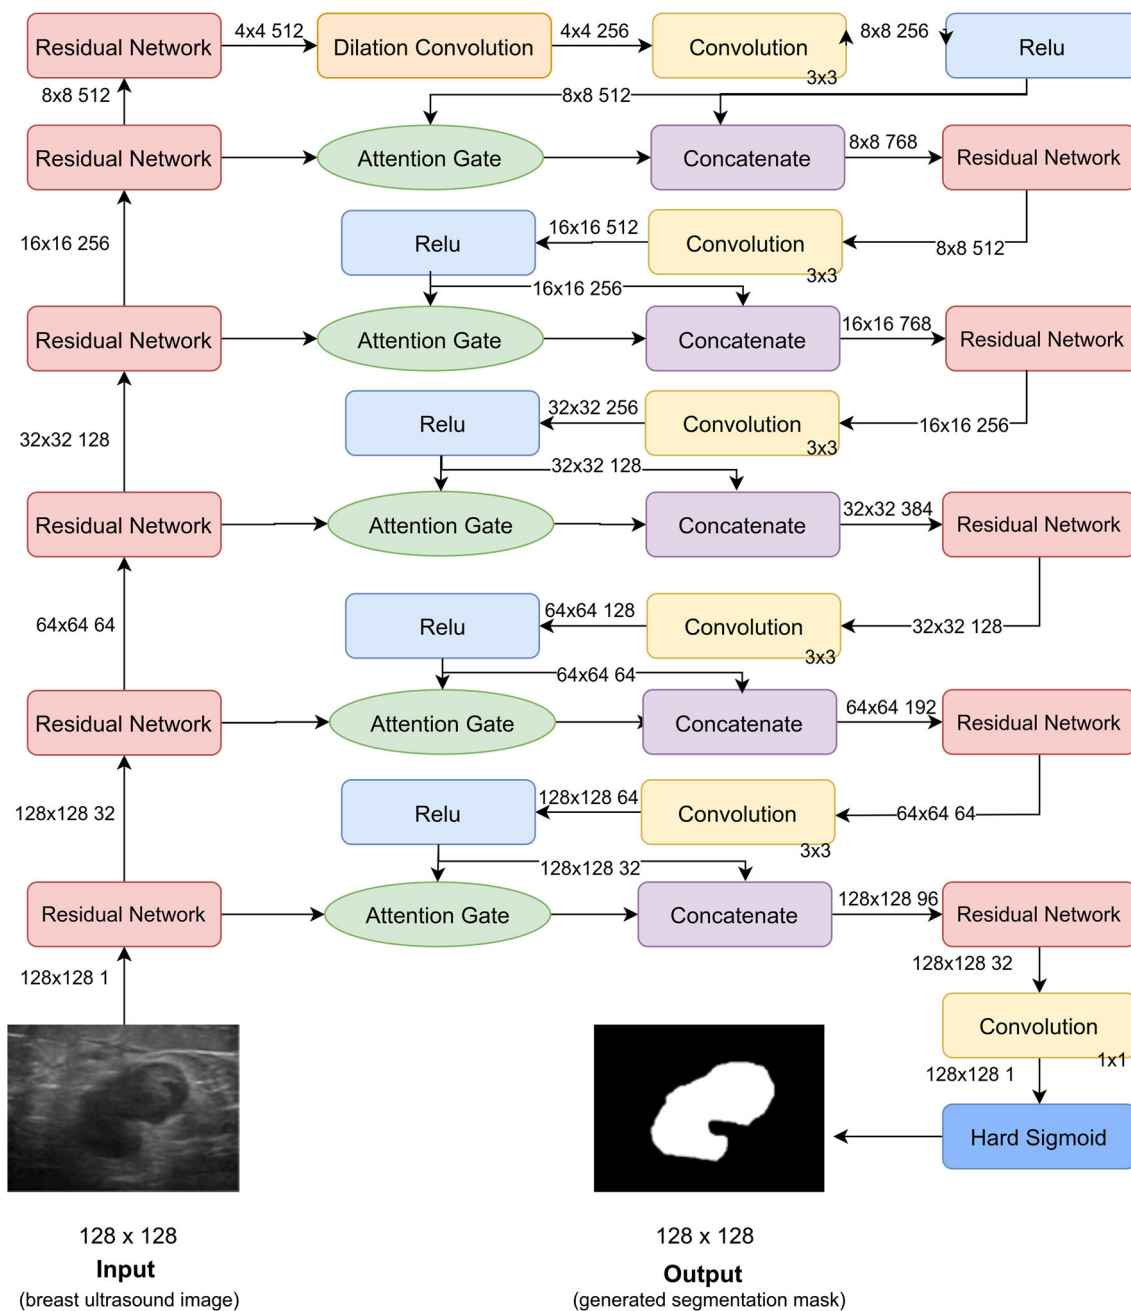 Residual Network
4x4 512
Dilation Convolution
4x4 256
Convolution
3x3
8x8 256
Relu
8x8 512
8x8 512
Residual Network
Attention Gate
Concatenate
8x8 768
Residual Network
16x16 256
Relu
16x16 512
Convolution
3x3
8x8 512
16x16 256
Residual Network
Attention Gate
Concatenate
16x16 768
Residual Network
32x32 128
Relu
32x32 256
Convolution
3x3
16x16 256
32x32 128
Residual Network
Attention Gate
Concatenate
32x32 384
Residual Network
64x64 64
Relu
64x64 128
Convolution
3x3
32x32 128
64x64 64
Residual Network
Attention Gate
Concatenate
64x64 192
Residual Network
128x128 32
Relu
128x128 64
Convolution
3x3
64x64 64
128x128 32
Residual Network
Attention Gate
Concatenate
128x128 96
Residual Network
128x128 1
128x128 32
Convolution
1x1
128x128 1
Hard Sigmoid
128 x 128
Input
(breast ultrasound image)
128 x 128
Output
(generated segmentation mask)